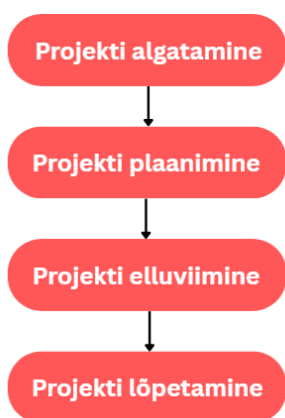 Projekti algatamine
Projekti plaanimine
Projekti elluviimine
Projekti lõpetamine